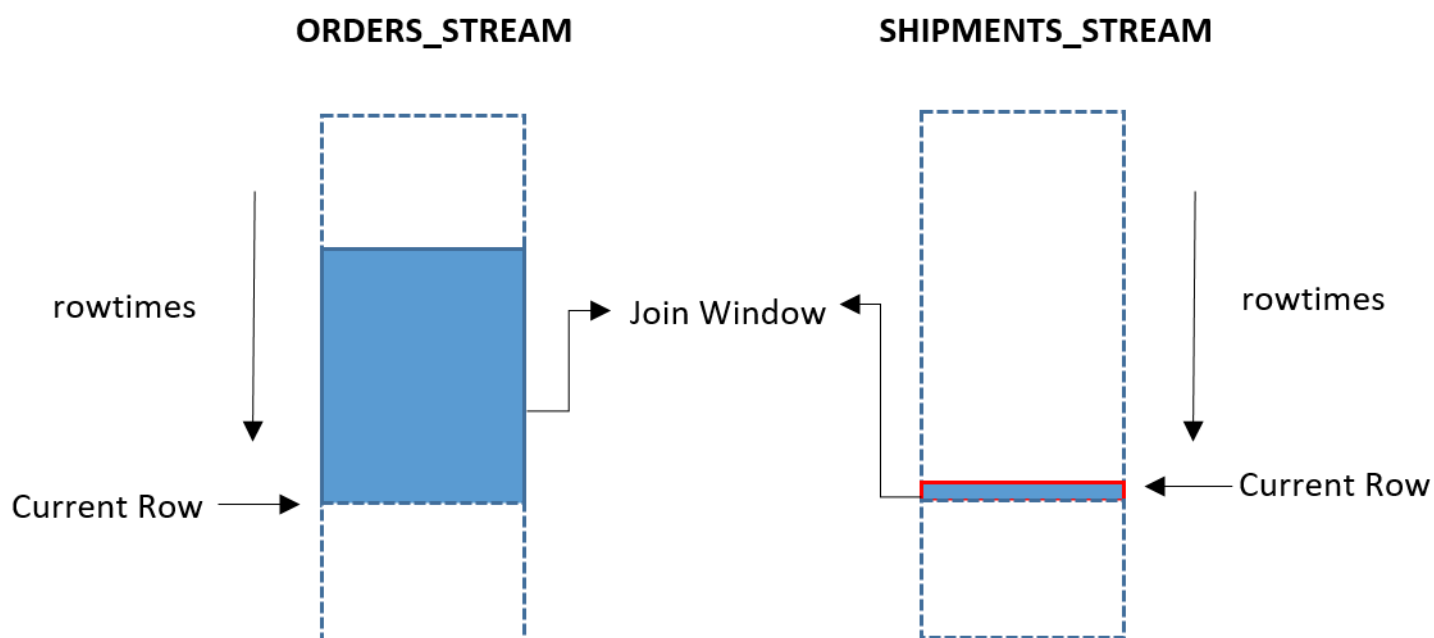 ORDERS_STREAM
SHIPMENTS_STREAM
rowtimes
Join Window
rowtimes
Current Row
Current Row